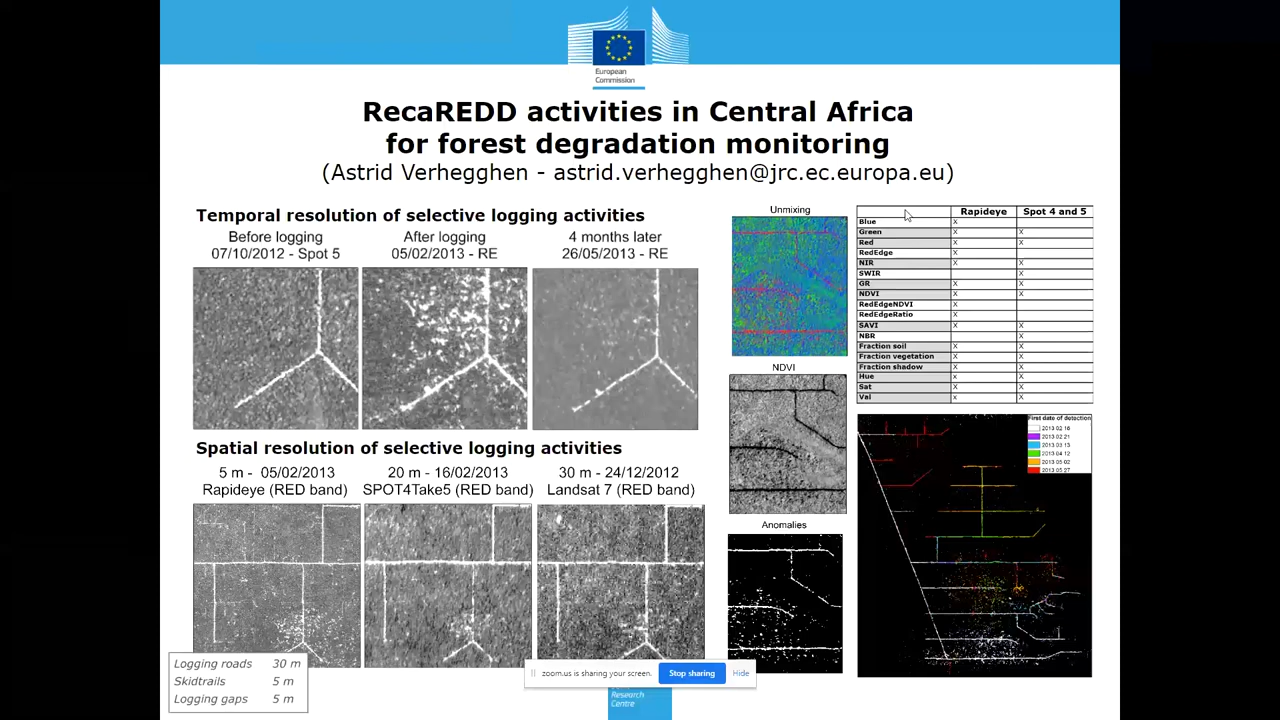 European
Commission
RecaREDD activities in Central Africa
for forest degradation monitoring
(Astrid Verhegghen - astrid.verhegghen@jrc.ec.europa.eu)
Temporal resolution of selective logging activities
Before logging
07/10/2012 - Spot 5
After logging
05/02/2013 - RE
4 months later
26/05/2013 - RE
Spatial resolution of selective logging activities
5 m - 05/02/2013
Rapideye (RED band)
20 m - 16/02/2013
SPOT4Take5 (RED band)
30 m - 24/12/2012
Landsat 7 (RED band)
Logging roads 30 m
Skidtrails 5 m
Logging gaps 5 m
Unmixing
NDVI
Anomalies
Rapideye Spot 4 and 5
Blue X
Green X X
Red X X
RedEdge X
NIR X X
SWIR X
GR X X
NDVI X X
RedEdgeNDVI X
RedEdgeRatio X
SAVI X X
NBR X
Fraction soil X X
Fraction vegetation X X
Fraction shadow X X
Hue x X
Sat X X
Val x X
First date of detection
2013 02 16
2013 02 21
2013 03 13
2013 04 12
2013 05 02
2013 05 27
zoom.us is sharing your screen. Stop sharing Hide
Research
Centre